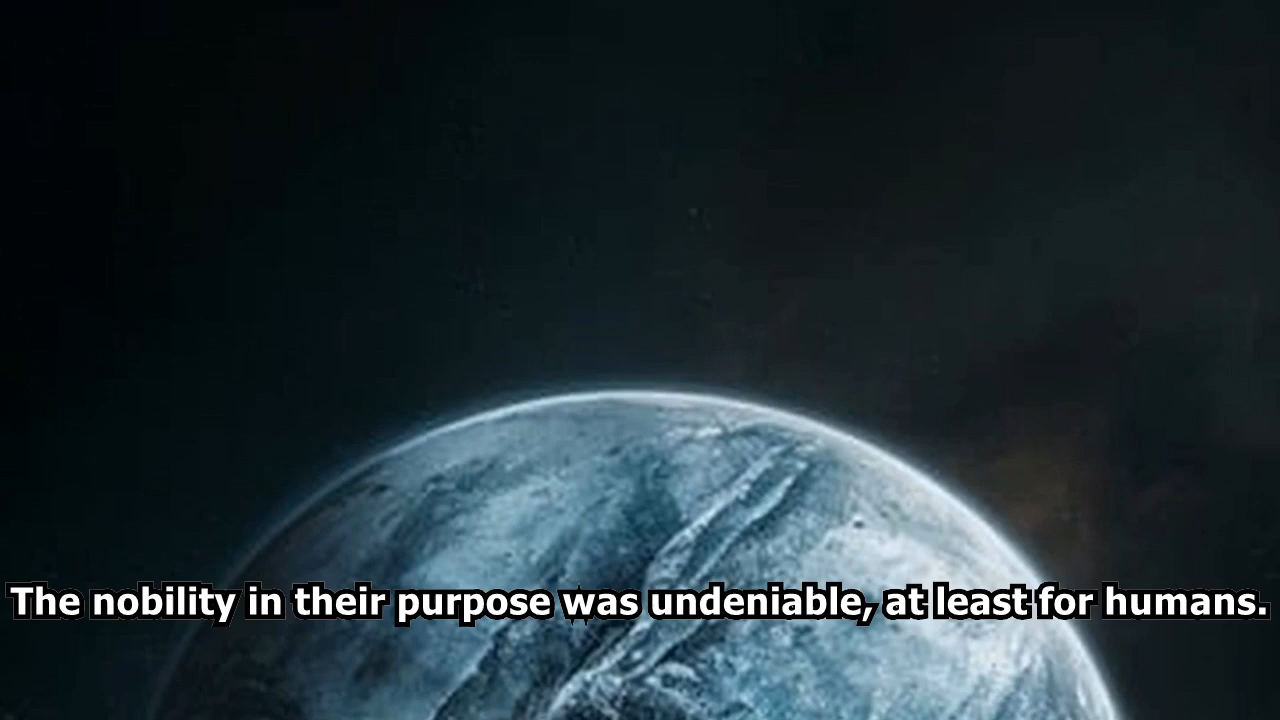 The nobility in their purpose was undeniable, at least for humans.